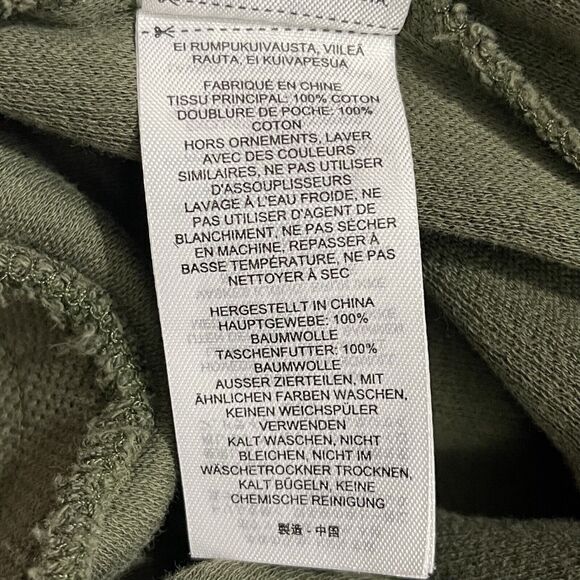 EI RUMPUKUIVAUSTA, VIILEÄ
RAUTA, EI KUIVAPESUA
FABRIQUÉ EN CHINE
TISSU PRINCIPAL: 100% COTON
DOUBLURE DE POCHE: 100%
COTON
HORS ORNEMENTS, LAVER
AVEC DES COULEURS
SIMILAIRES, NE PAS UTILISER
D'ASSOUPLISSEURS
LAVAGE À L'EAU FROIDE, NE
PAS UTILISER D'AGENT DE
BLANCHIMENT, NE PAS SÉCHER
EN MACHINE, REPASSER À
BASSE TEMPÉRATURE, NE PAS
NETTOYER À SEC
HERGESTELLT IN CHINA
HAUPTGEWEBE: 100%
BAUMWOLLE
TASCHENFUTTER: 100%
BAUMWOLLE
AUSSER ZIERTEILEN, MIT
ÄHNLICHEN FARBEN WASCHEN,
KEINEN WEICHSPÜLER
VERWENDEN
KALT WASCHEN, NICHT
BLEICHEN, NICHT IM
WÄSCHETROCKNER TROCKNEN,
KALT BÜGELN, KEINE
CHEMISCHE REINIGUNG
製造 - 中国